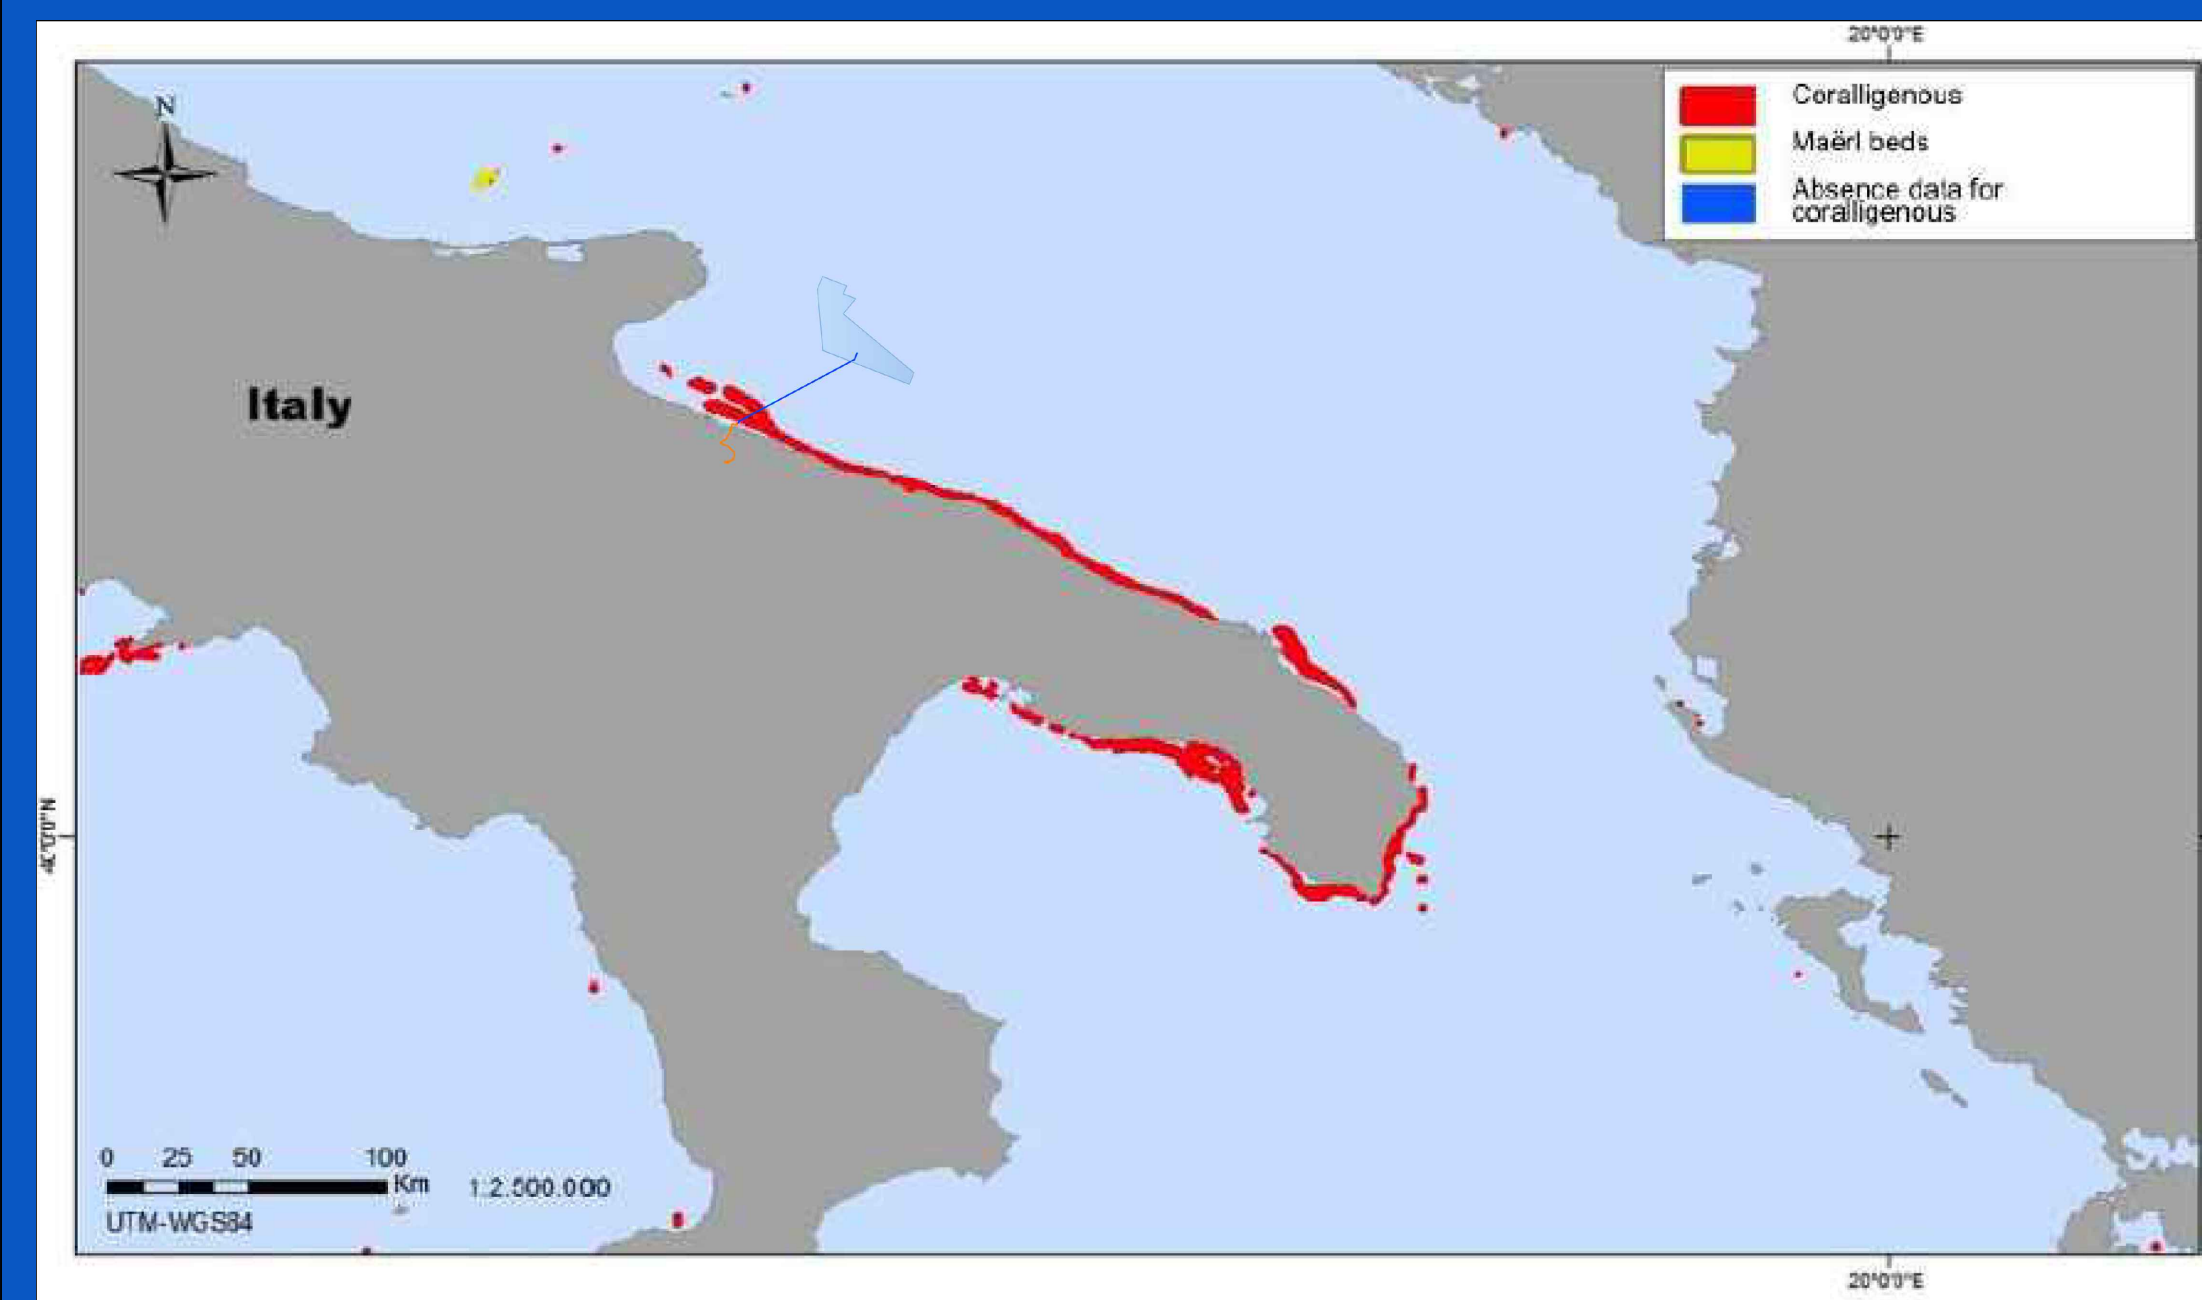 20°0'0"E
N
Coralligenous
Maërl beds
Absence data for
coralligenous
Italy
40°0'0"N
0 25 50 100
Km 1:2.500.000
UTM-WGS84
20°0'0"E